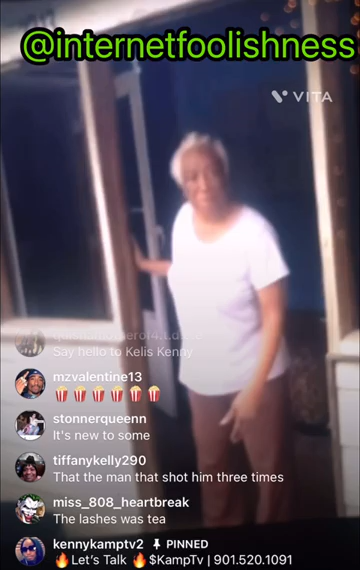 @internetfoolishness
VITA
Say hello to Kelis Kenny
mzvalentine13
stonnerqueenn
It's new to some
tiffanykelly290
That the man that shot him three times
miss_808_heartbreak
The lashes was tea
kennykamptv2 PINNED
🔥Let's Talk 🔥$KampTv | 901.520.1091